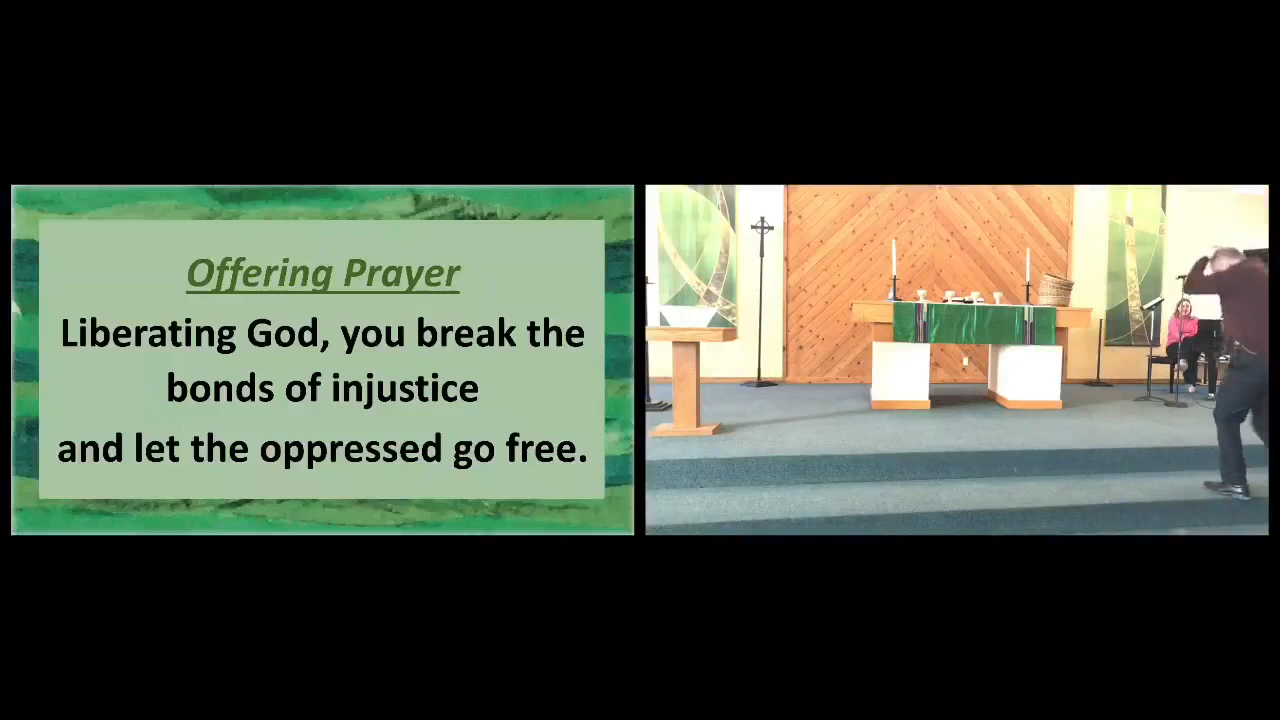 Offering Prayer
Liberating God, you break the
bonds of injustice
and let the oppressed go free.